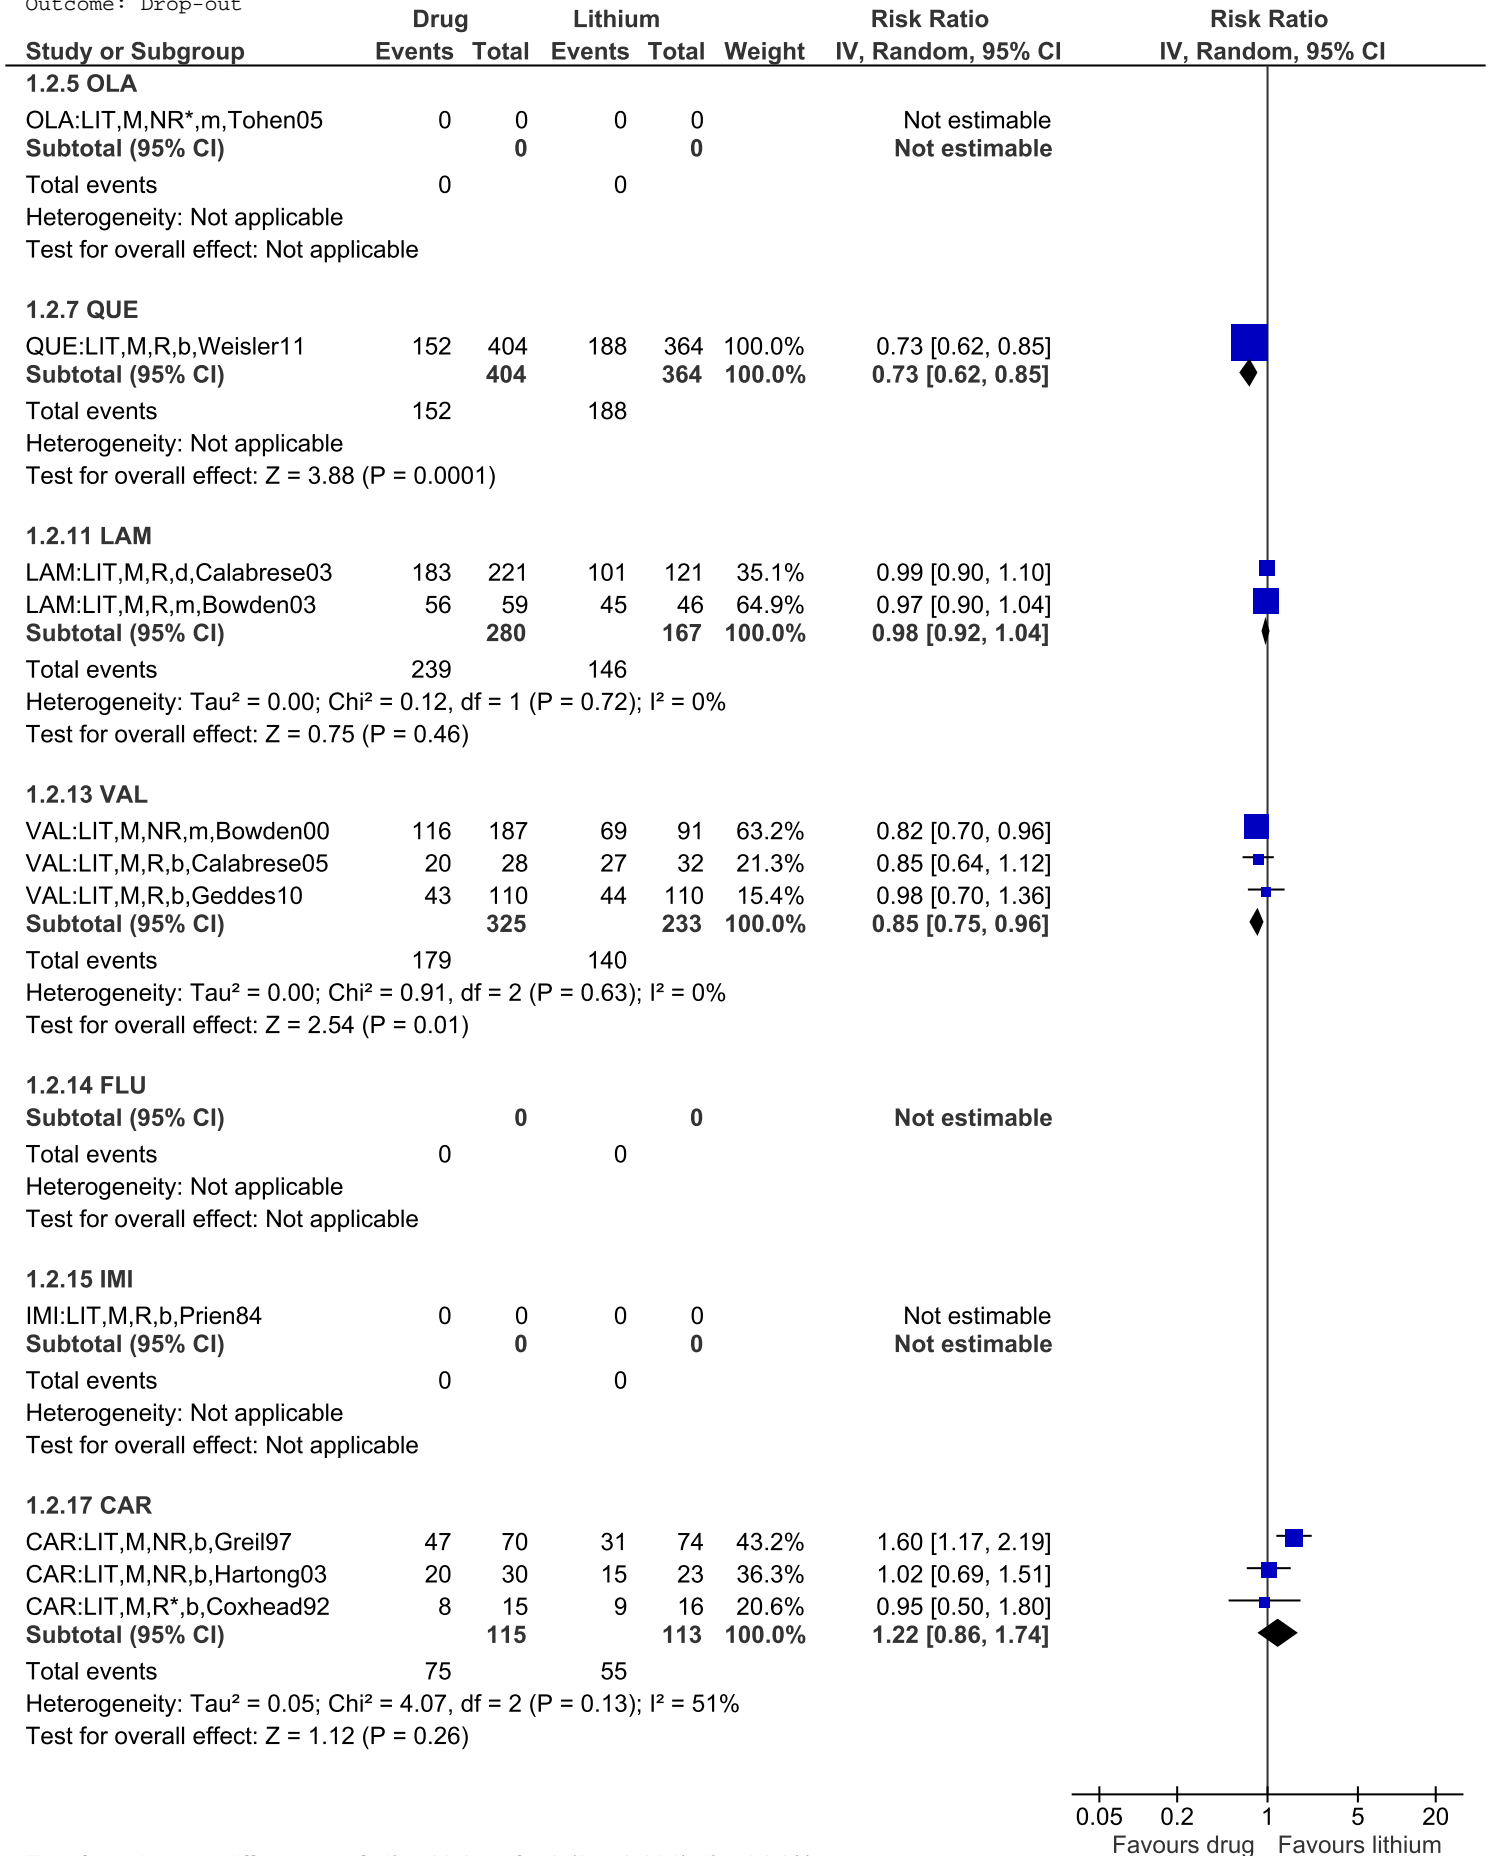 Outcome: Drop-out
Drug Lithium Risk Ratio Risk Ratio
Study or Subgroup Events Total Events Total Weight IV, Random, 95% CI IV, Random, 95% CI
1.2.5 OLA
OLA:LIT,M,NR*,m,Tohen05 0 0 0 0 Not estimable
Subtotal (95% CI) 0 0 Not estimable
Total events 0 0
Heterogeneity: Not applicable
Test for overall effect: Not applicable
1.2.7 QUE
QUE:LIT,M,R,b,Weisler11 152 404 188 364 100.0% 0.73 [0.62, 0.85]
Subtotal (95% CI) 404 364 100.0% 0.73 [0.62, 0.85]
Total events 152 188
Heterogeneity: Not applicable
Test for overall effect: Z = 3.88 (P = 0.0001)
1.2.11 LAM
LAM:LIT,M,R,d,Calabrese03 183 221 101 121 35.1% 0.99 [0.90, 1.10]
LAM:LIT,M,R,m,Bowden03 56 59 45 46 64.9% 0.97 [0.90, 1.04]
Subtotal (95% CI) 280 167 100.0% 0.98 [0.92, 1.04]
Total events 239 146
Heterogeneity: Tau² = 0.00; Chi² = 0.12, df = 1 (P = 0.72); I² = 0%
Test for overall effect: Z = 0.75 (P = 0.46)
1.2.13 VAL
VAL:LIT,M,NR,m,Bowden00 116 187 69 91 63.2% 0.82 [0.70, 0.96]
VAL:LIT,M,R,b,Calabrese05 20 28 27 32 21.3% 0.85 [0.64, 1.12]
VAL:LIT,M,R,b,Geddes10 43 110 44 110 15.4% 0.98 [0.70, 1.36]
Subtotal (95% CI) 325 233 100.0% 0.85 [0.75, 0.96]
Total events 179 140
Heterogeneity: Tau² = 0.00; Chi² = 0.91, df = 2 (P = 0.63); I² = 0%
Test for overall effect: Z = 2.54 (P = 0.01)
1.2.14 FLU
Subtotal (95% CI) 0 0 Not estimable
Total events 0 0
Heterogeneity: Not applicable
Test for overall effect: Not applicable
1.2.15 IMI
IMI:LIT,M,R,b,Prien84 0 0 0 0 Not estimable
Subtotal (95% CI) 0 0 Not estimable
Total events 0 0
Heterogeneity: Not applicable
Test for overall effect: Not applicable
1.2.17 CAR
CAR:LIT,M,NR,b,Greil97 47 70 31 74 43.2% 1.60 [1.17, 2.19]
CAR:LIT,M,NR,b,Hartong03 20 30 15 23 36.3% 1.02 [0.69, 1.51]
CAR:LIT,M,R*,b,Coxhead92 8 15 9 16 20.6% 0.95 [0.50, 1.80]
Subtotal (95% CI) 115 113 100.0% 1.22 [0.86, 1.74]
Total events 75 55
Heterogeneity: Tau² = 0.05; Chi² = 4.07, df = 2 (P = 0.13); I² = 51%
Test for overall effect: Z = 1.12 (P = 0.26)
0.05 0.2 1 5 20
Favours drug Favours lithium